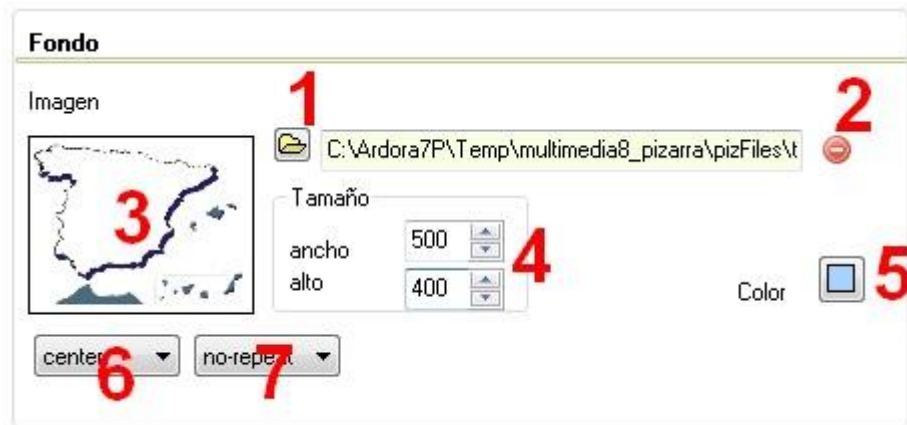 Fondo
Imagen
1
2
C:\Ardora7P\Temp\multimedia8_pizarra\pizFiles\t
3
Tamaño
ancho
500
4
alto
400
Color
5
center
6
no-repeat
7